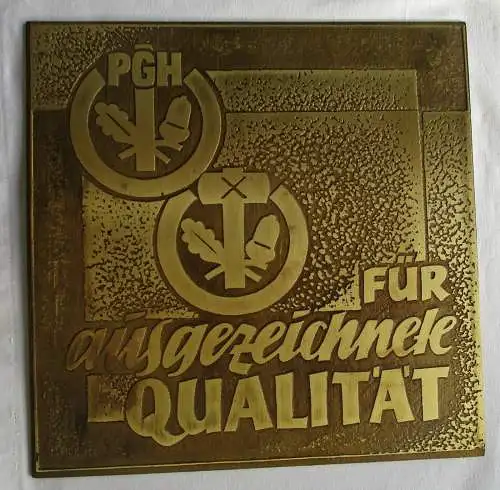 PGH
FÜR
ausgezeichnete
QUALITÄT